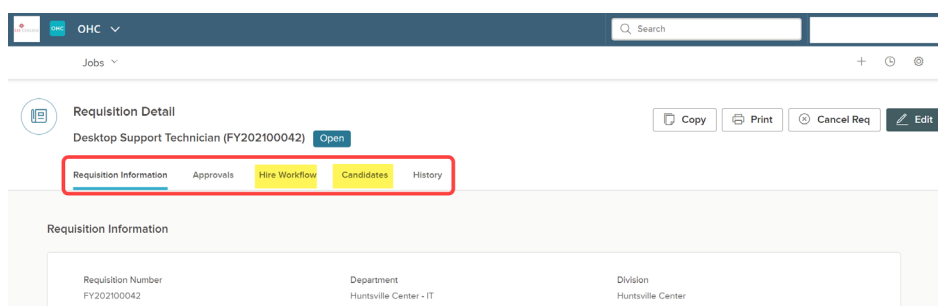 OHC OHC Search
Jobs
Requisition Detail
Copy Print Cancel Req Edit
Desktop Support Technician (FY202100042) Open
Requisition Information Approvals Hire Workflow Candidates History
Requisition Information
Requisition Number Department Division
FY202100042 Huntsville Center - IT Huntsville Center